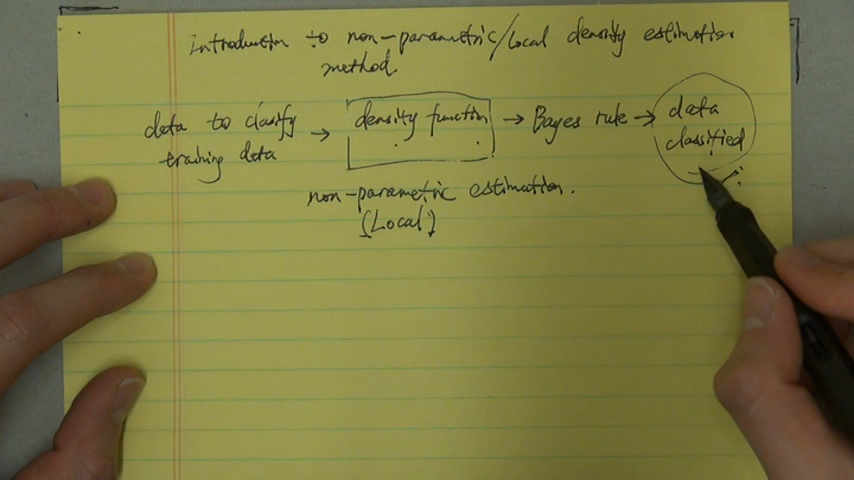 Introduction to non-parametric/Local density estimation
method
data to classify → density function → Bayes rule → data
training data
classified
non-parametric estimation.
(Local)